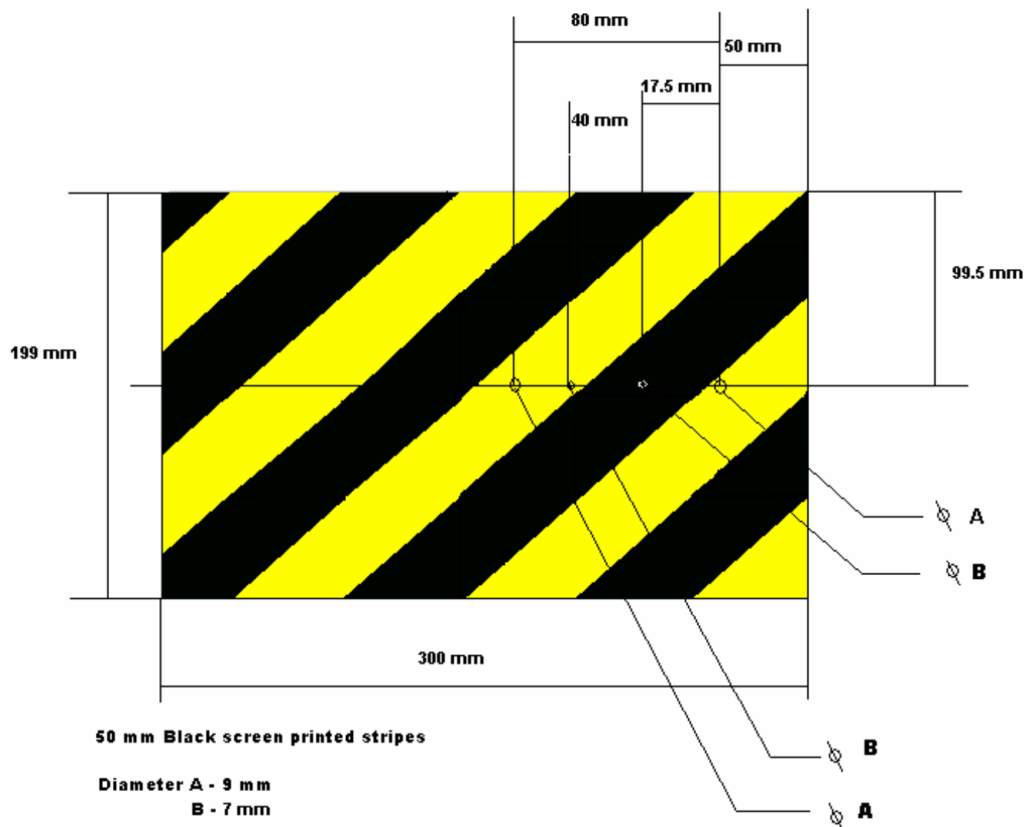 80 mm
50 mm
17.5 mm
40 mm
99.5 mm
199 mm
⌀ A
⌀ B
300 mm
50 mm Black screen printed stripes
⌀ B
Diameter A - 9 mm
B - 7 mm
⌀ A